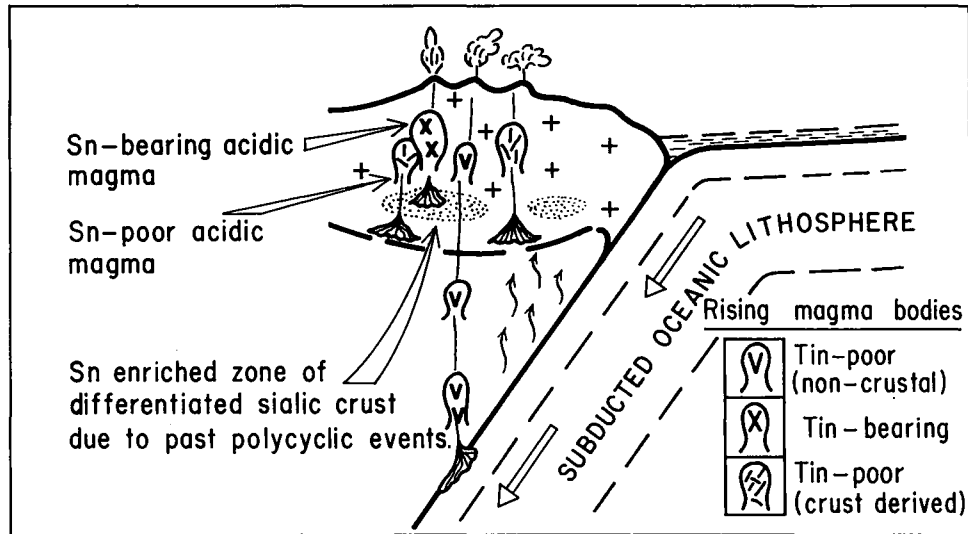 Sn-bearing acidic
magma
Sn-poor acidic
magma
Sn enriched zone of
differentiated sialic crust
due to past polycyclic events.
SUBDUCTED OCEANIC LITHOSPHERE
Rising magma bodies
V Tin-poor
(non-crustal)
X Tin-bearing
Tin-poor
(crust derived)